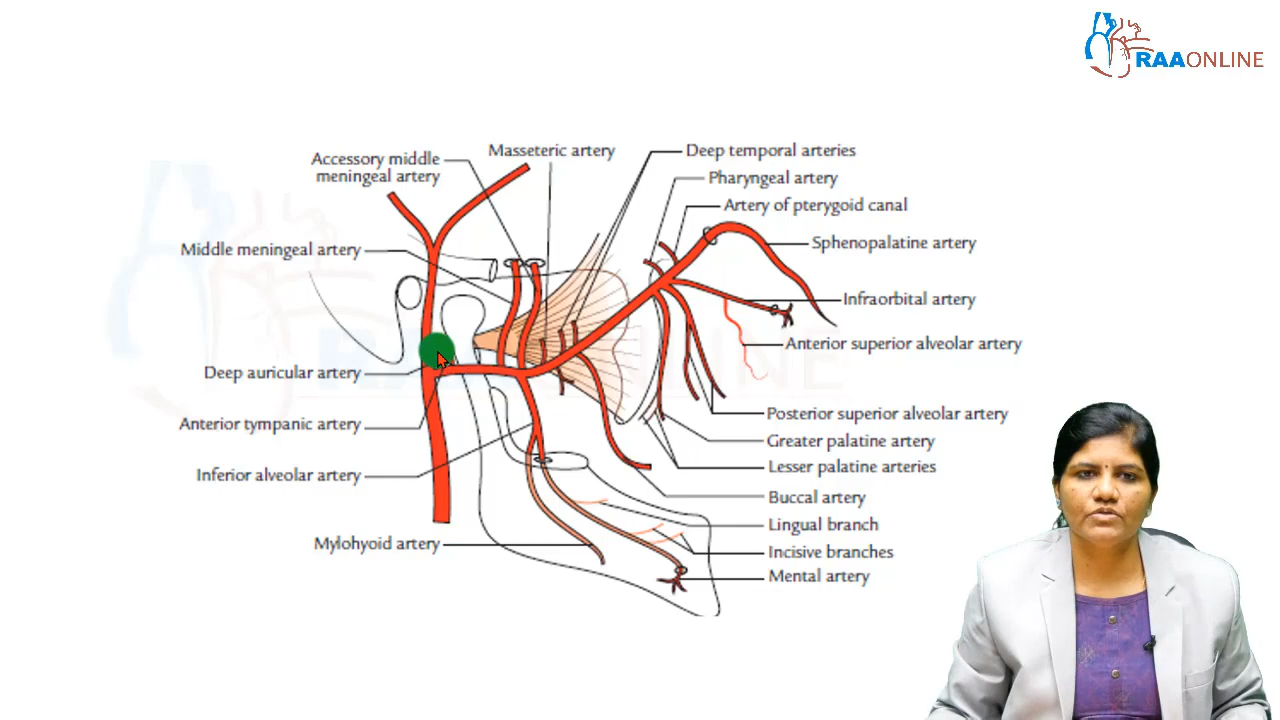 RAAONLINE
Accessory middle
meningeal artery
Masseteric artery
Deep temporal arteries
Pharyngeal artery
Artery of pterygoid canal
Middle meningeal artery
Sphenopalatine artery
Infraorbital artery
Anterior superior alveolar artery
Deep auricular artery
Anterior tympanic artery
Posterior superior alveolar artery
Greater palatine artery
Lesser palatine arteries
Inferior alveolar artery
Buccal artery
Lingual branch
Mylohyoid artery
Incisive branches
Mental artery